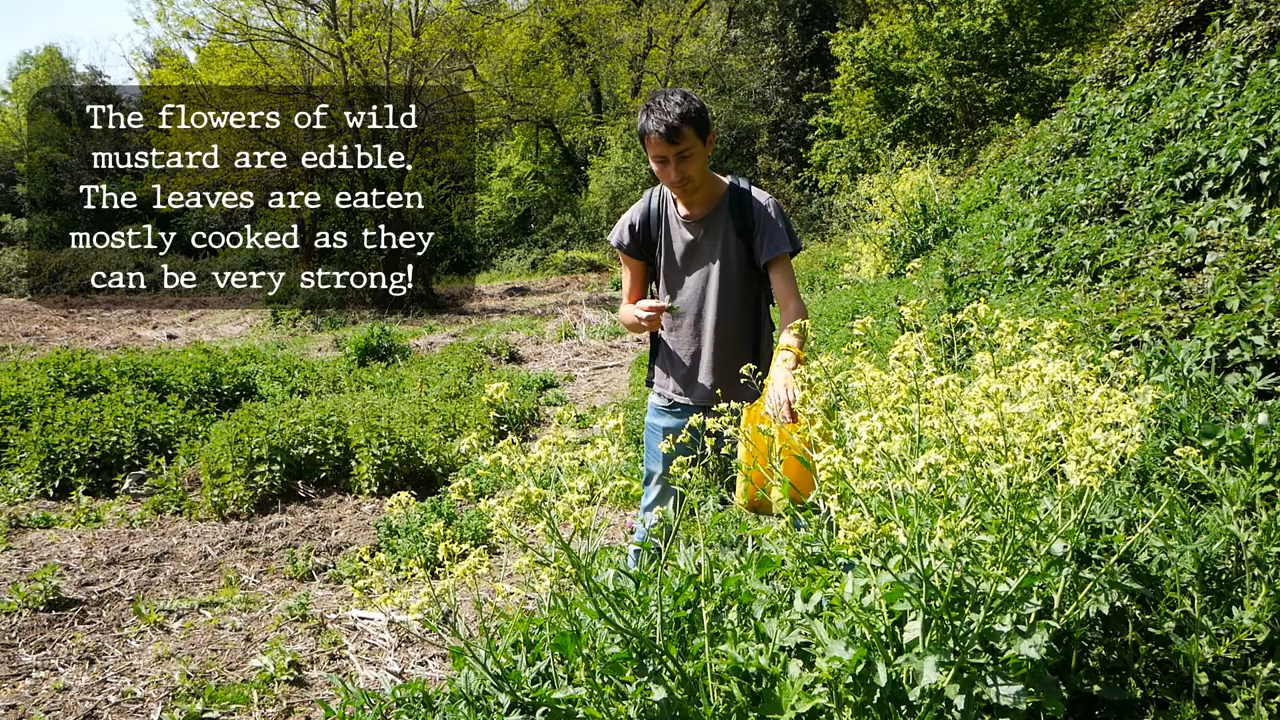 The flowers of wild
mustard are edible.
The leaves are eaten
mostly cooked as they
can be very strong!